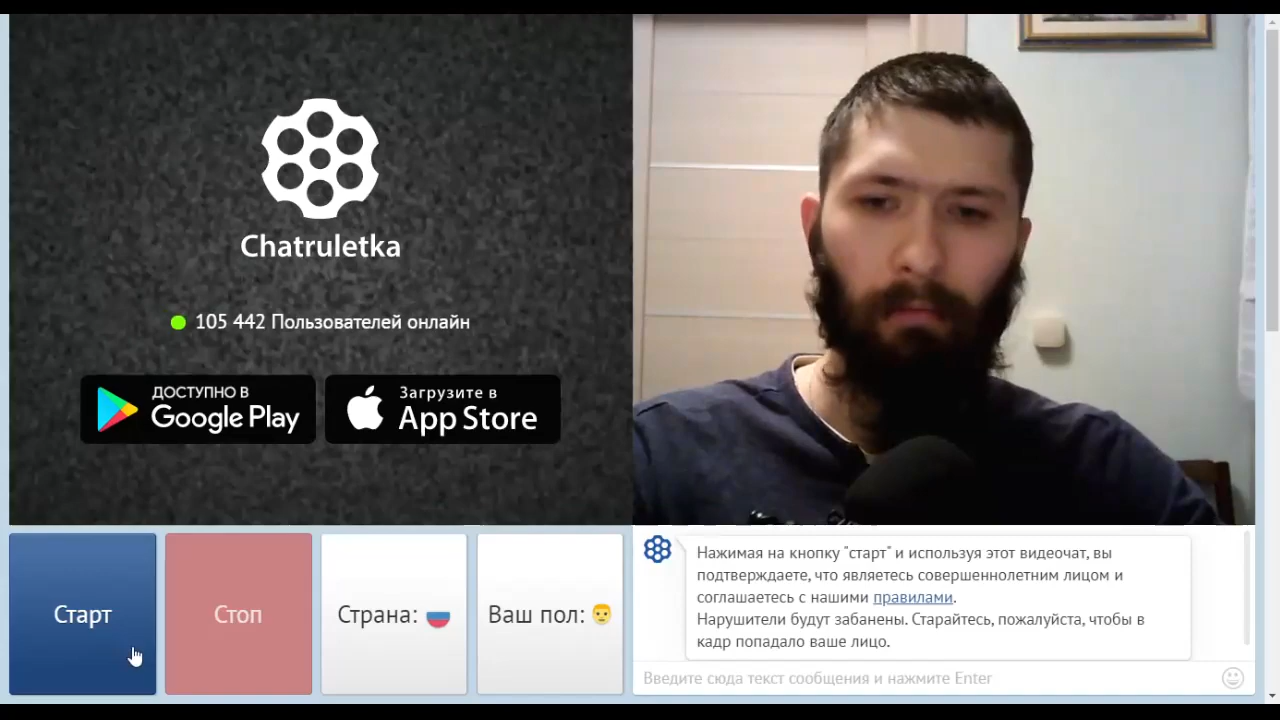 Chatruletka
105 442 Пользователей онлайн
ДОСТУПНО В
Google Play
Загрузите в
App Store
Старт
Стоп
Страна:
Ваш пол:
Нажимая на кнопку "старт" и используя этот видеочат, вы
подтверждаете, что являетесь совершеннолетним лицом и
соглашаетесь с нашими правилами.
Нарушители будут забанены. Старайтесь, пожалуйста, чтобы в
кадр попадало ваше лицо.
Введите сюда текст сообщения и нажмите Enter